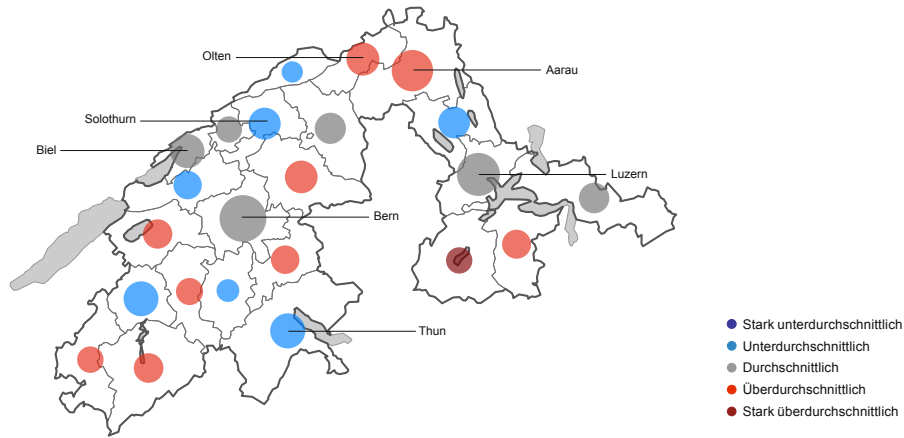 Olten
Aarau
Solothurn
Biel
Luzern
Bern
Thun
Stark unterdurchschnittlich
Unterdurchschnittlich
Durchschnittlich
Überdurchschnittlich
Stark überdurchschnittlich